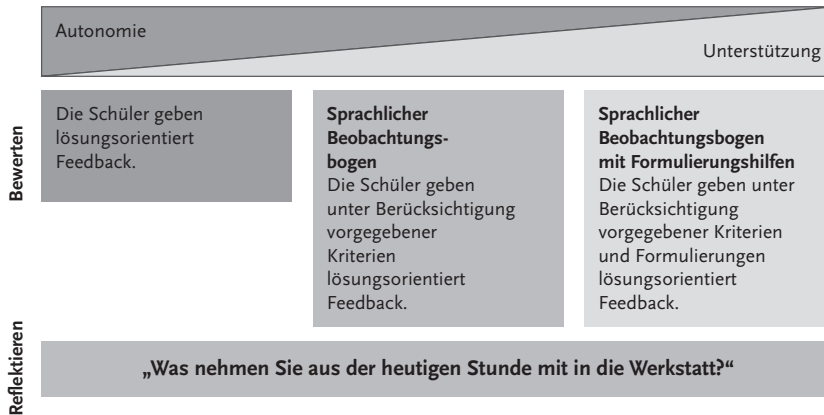 Autonomie
Unterstützung
Bewerten
Die Schüler geben
lösungsorientiert
Feedback.
Sprachlicher
Beobachtungs-
bogen
Die Schüler geben
unter Berücksichtigung
vorgegebener
Kriterien
lösungsorientiert
Feedback.
Sprachlicher
Beobachtungsbogen
mit Formulierungshilfen
Die Schüler geben unter
Berücksichtigung
vorgegebener Kriterien
und Formulierungen
lösungsorientiert
Feedback.
Reflektieren
„Was nehmen Sie aus der heutigen Stunde mit in die Werkstatt?“